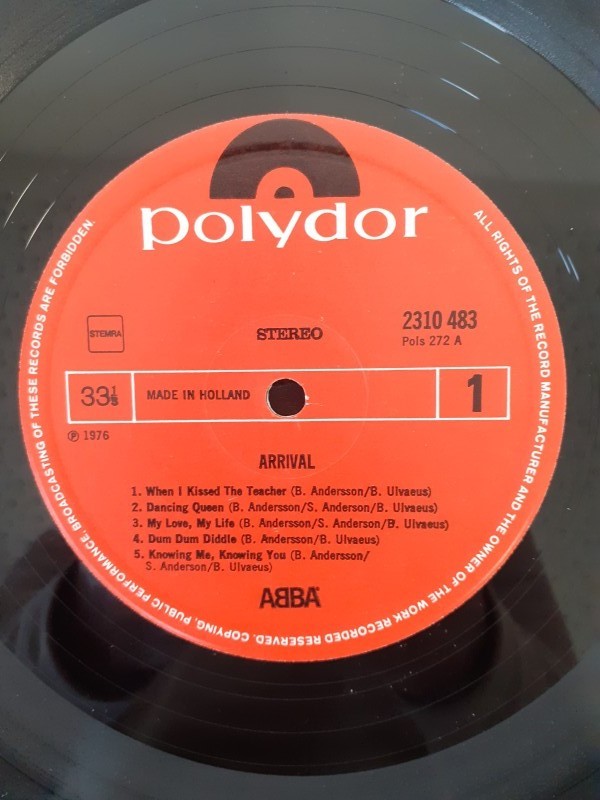 polydor
STEMRA
STEREO
2310 483
Pols 272 A
33⅓
MADE IN HOLLAND
1
℗ 1976
ARRIVAL
1. When I Kissed The Teacher (B. Andersson/B. Ulvaeus)
2. Dancing Queen (B. Andersson/S. Anderson/B. Ulvaeus)
3. My Love, My Life (B. Andersson/S. Anderson/B. Ulvaeus)
4. Dum Dum Diddle (B. Andersson/B. Ulvaeus)
5. Knowing Me, Knowing You (B. Andersson/
S. Anderson/B. Ulvaeus)
ABBA
ALL RIGHTS OF THE RECORD MANUFACTURER AND THE OWNER OF THE WORK RECORDED RESERVED. COPYING, PUBLIC PERFORMANCE, BROADCASTING OF THESE RECORDS ARE FORBIDDEN.